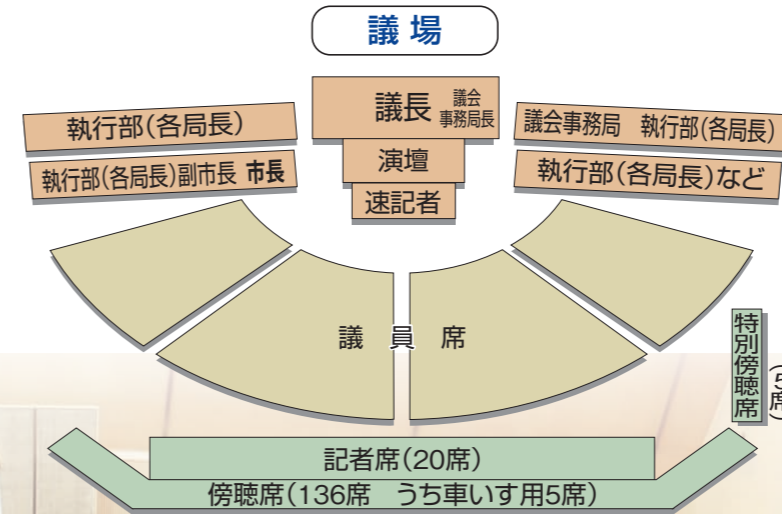 議場
議長 議会事務局長
執行部(各局長)
議会事務局 執行部(各局長)
演壇
執行部(各局長)副市長 市長
執行部(各局長)など
速記者
議員席
特別傍聴席
(5席)
記者席(20席)
傍聴席(136席 うち車いす用5席)